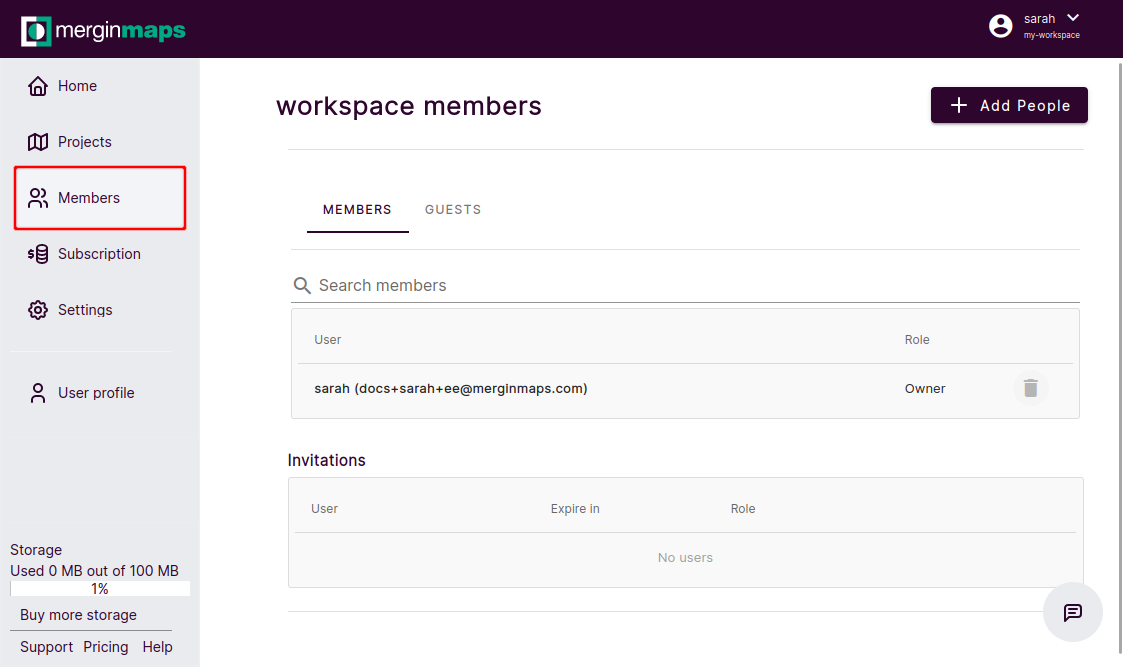 merginmaps
sarah
my-workspace
Home
Projects
Members
Subscription
Settings
User profile
Storage
Used 0 MB out of 100 MB
1%
Buy more storage
Support Pricing Help
workspace members
Add People
MEMBERS GUESTS
Search members
User Role
sarah (docs+sarah+ee@merginmaps.com) Owner
Invitations
User Expire in Role
No users